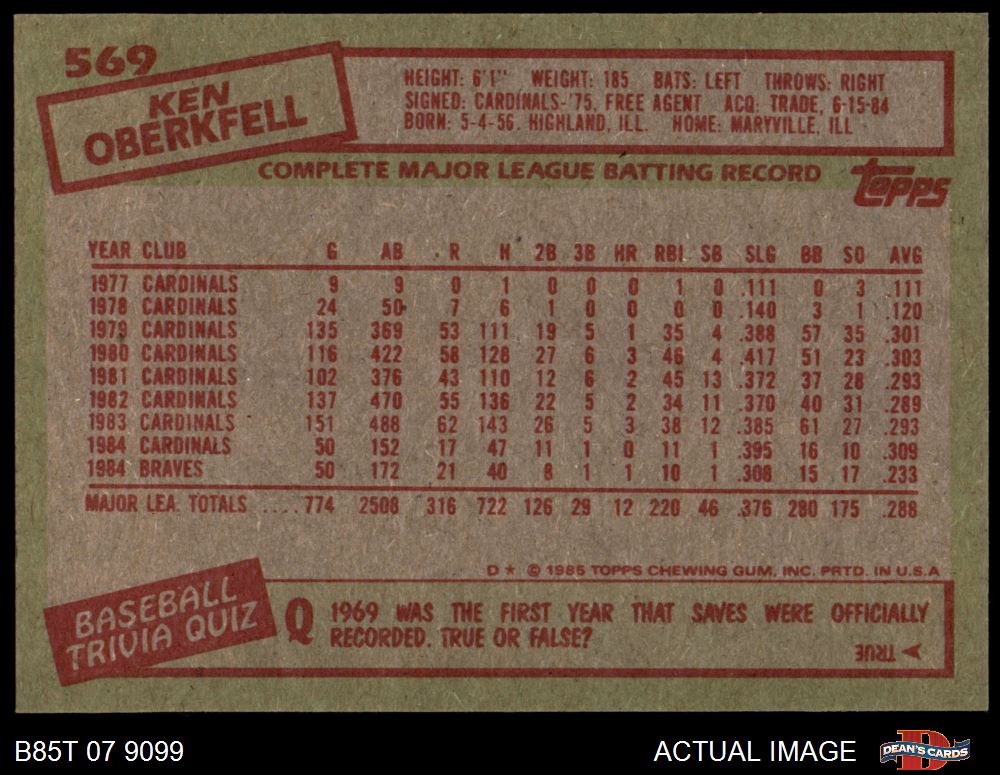 569
KEN
OBERKFELL
HEIGHT: 6'1" WEIGHT: 185 BATS: LEFT THROWS: RIGHT
SIGNED: CARDINALS-'75, FREE AGENT ACQ: TRADE, 6-15-84
BORN: 5-4-56, HIGHLAND, ILL. HOME: MARYVILLE, ILL
COMPLETE MAJOR LEAGUE BATTING RECORD
topps
YEAR CLUB G AB R H 2B 3B HR RBI SB SLG BB SO AVG
1977 CARDINALS 9 9 0 1 0 0 0 1 0 .111 0 3 .111
1978 CARDINALS 24 50 7 6 1 0 0 0 0 .140 3 1 .120
1979 CARDINALS 135 369 53 111 19 5 1 35 4 .388 57 35 .301
1980 CARDINALS 116 422 58 128 27 6 3 46 4 .417 51 23 .303
1981 CARDINALS 102 376 43 110 12 6 2 45 13 .372 37 28 .293
1982 CARDINALS 137 470 55 136 22 5 2 34 11 .370 40 31 .289
1983 CARDINALS 151 488 62 143 26 5 3 38 12 .385 61 27 .293
1984 CARDINALS 50 152 17 47 11 1 0 11 1 .395 16 10 .309
1984 BRAVES 50 172 21 40 8 1 1 10 1 .308 15 17 .233
MAJOR LEA. TOTALS .... 774 2508 316 722 126 29 12 220 46 .376 280 175 .288
D ★ © 1985 TOPPS CHEWING GUM, INC. PRTD. IN U.S.A
BASEBALL
TRIVIA QUIZ
Q 1969 WAS THE FIRST YEAR THAT SAVES WERE OFFICIALLY
RECORDED. TRUE OR FALSE?
TRUE
B85T 07 9099
ACTUAL IMAGE
D
DEAN'S CARDS